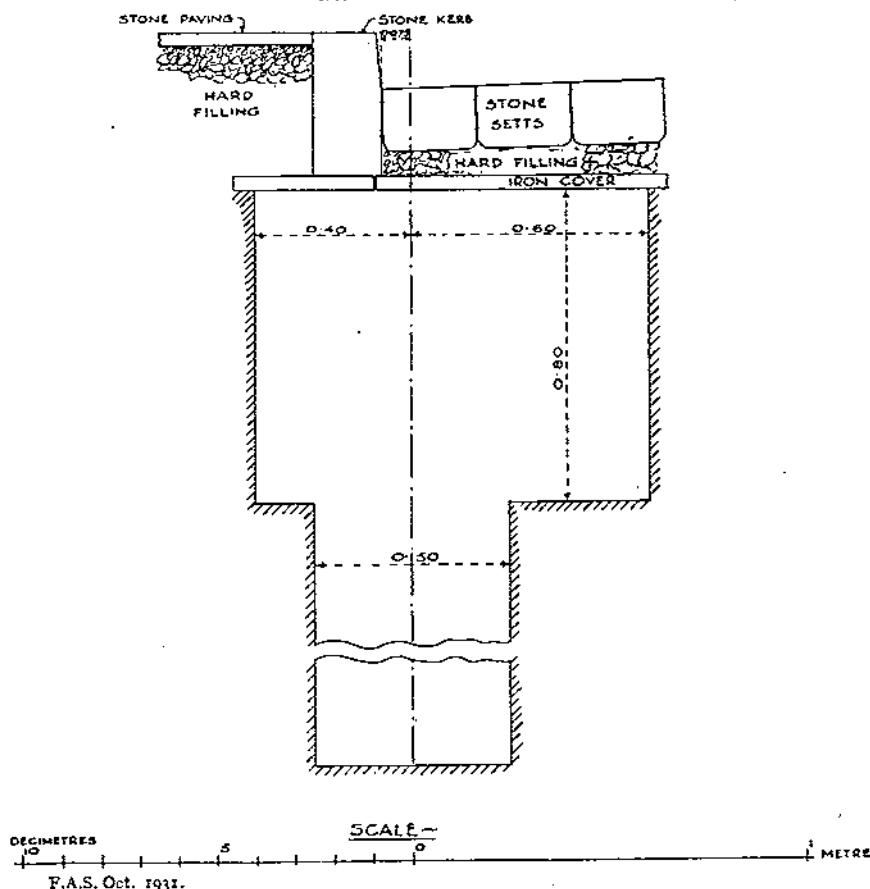 STONE PAVING
STONE KERB
HARD
FILLING
STONE
SETTS
HARD FILLING
IRON COVER
0·40
0·60
0·80
0·50
SCALE~
DECIMETRES
10 5 0 1 METRE
F.A.S. Oct. 1931.